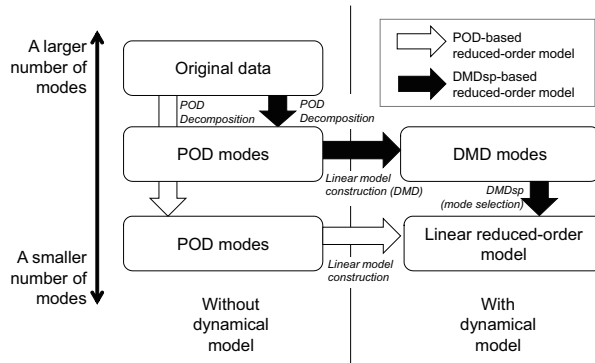 A larger
number of
modes
Original data
POD-based
reduced-order model
DMDsp-based
reduced-order model
POD
Decomposition
POD
Decomposition
POD modes
DMD modes
Linear model
construction (DMD)
DMDsp
(mode selection)
POD modes
Linear reduced-order
model
Linear model
construction
A smaller
number of
modes
Without
dynamical
model
With
dynamical
model